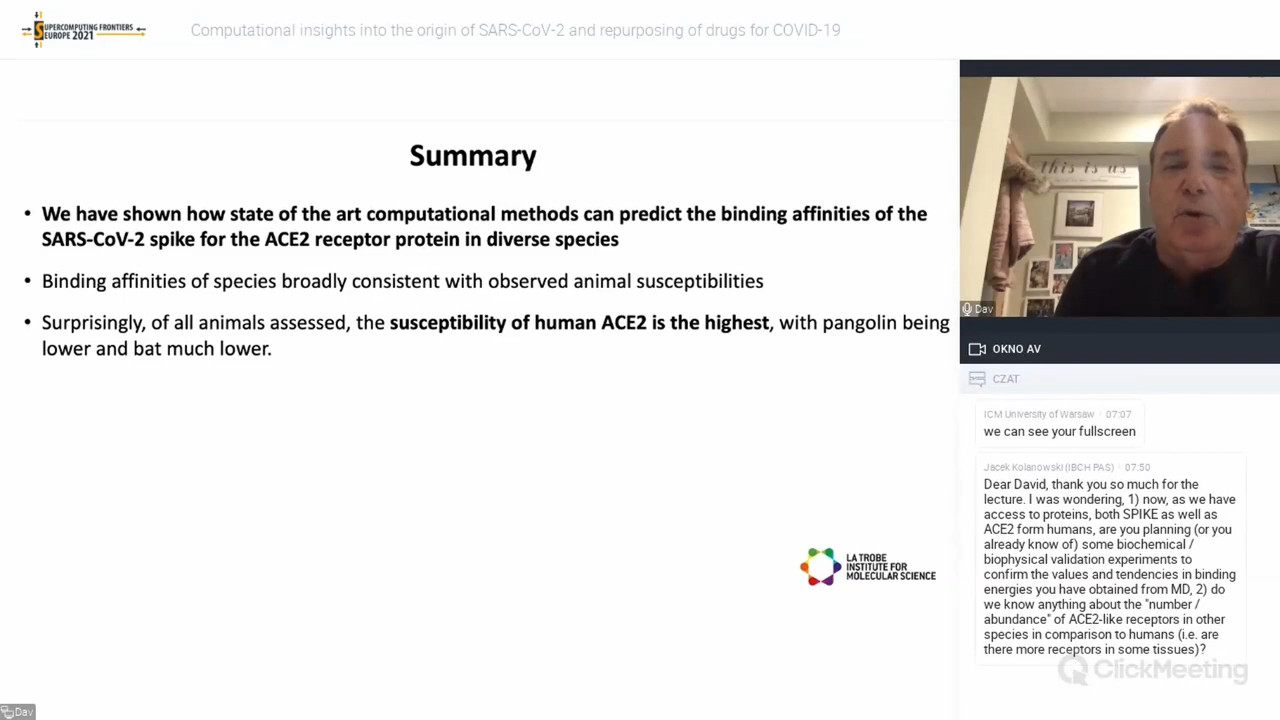 SUPERCOMPUTING FRONTIERS
EUROPE 2021
Computational insights into the origin of SARS-CoV-2 and repurposing of drugs for COVID-19
Summary
• We have shown how state of the art computational methods can predict the binding affinities of the
SARS-CoV-2 spike for the ACE2 receptor protein in diverse species
• Binding affinities of species broadly consistent with observed animal susceptibilities
• Surprisingly, of all animals assessed, the susceptibility of human ACE2 is the highest, with pangolin being
lower and bat much lower.
LA TROBE
INSTITUTE FOR
MOLECULAR SCIENCE
Dav
this is us
Dav
OKNO AV
CZAT
ICM University of Warsaw · 07:07
we can see your fullscreen
Jacek Kolanowski (IBCH PAS) · 07:50
Dear David, thank you so much for the
lecture. I was wondering, 1) now, as we have
access to proteins, both SPIKE as well as
ACE2 form humans, are you planning (or you
already know of) some biochemical /
biophysical validation experiments to
confirm the values and tendencies in binding
energies you have obtained from MD, 2) do
we know anything about the "number /
abundance" of ACE2-like receptors in other
species in comparison to humans (i.e. are
there more receptors in some tissues)?
ClickMeeting